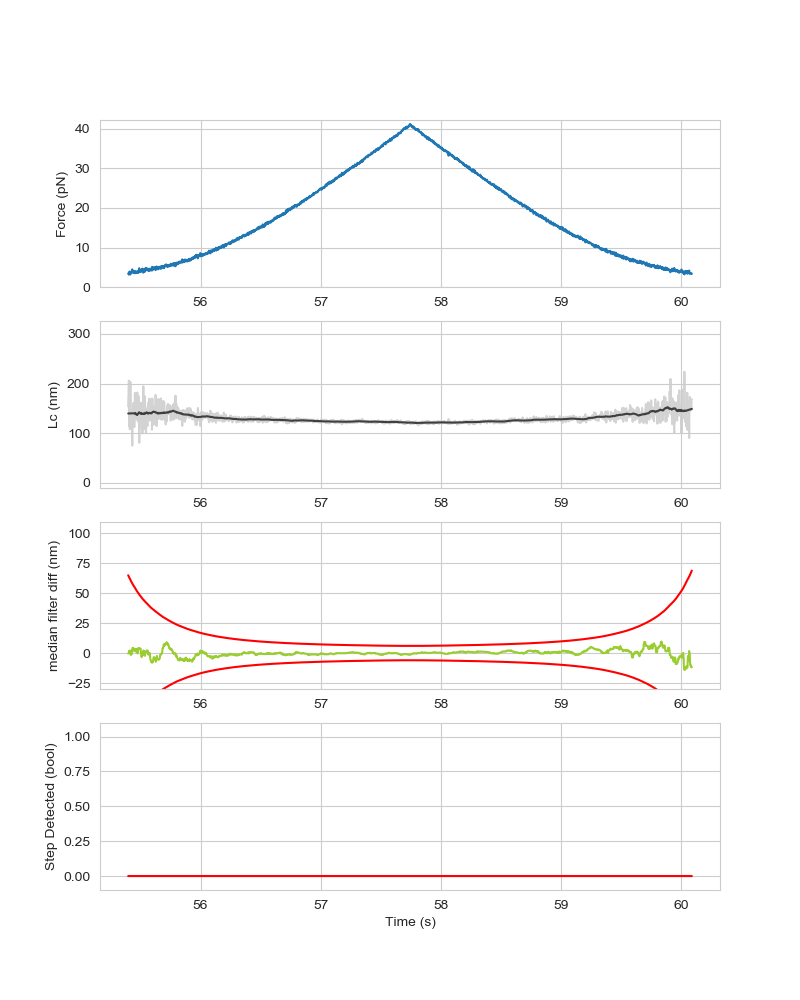 40
30
20
10
0
Force (pN)
56 57 58 59 60
300
200
100
0
Lc (nm)
56 57 58 59 60
100
75
50
25
0
−25
median filter diff (nm)
56 57 58 59 60
1.00
0.75
0.50
0.25
0.00
Step Detected (bool)
56 57 58 59 60
Time (s)